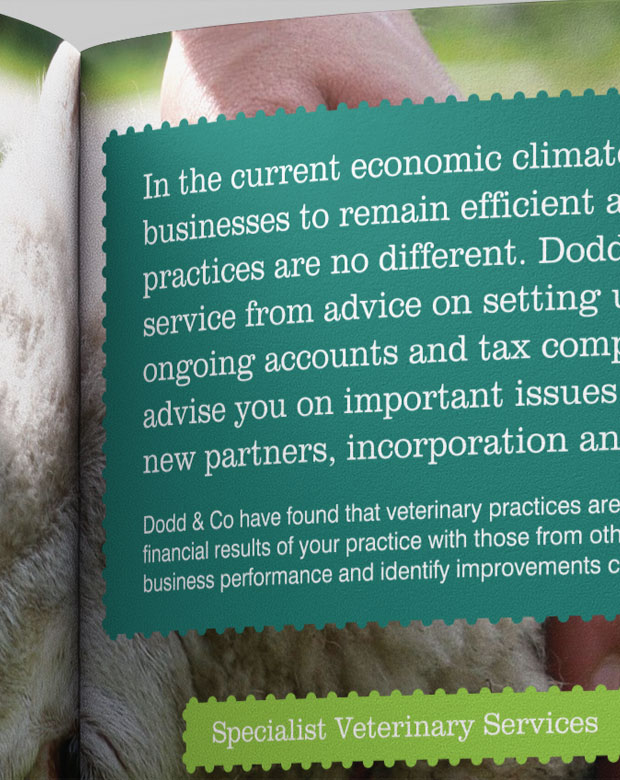 In the current economic climate
businesses to remain efficient a
practices are no different. Dodd
service from advice on setting u
ongoing accounts and tax comp
advise you on important issues
new partners, incorporation an
Dodd & Co have found that veterinary practices are
financial results of your practice with those from oth
business performance and identify improvements c
Specialist Veterinary Services